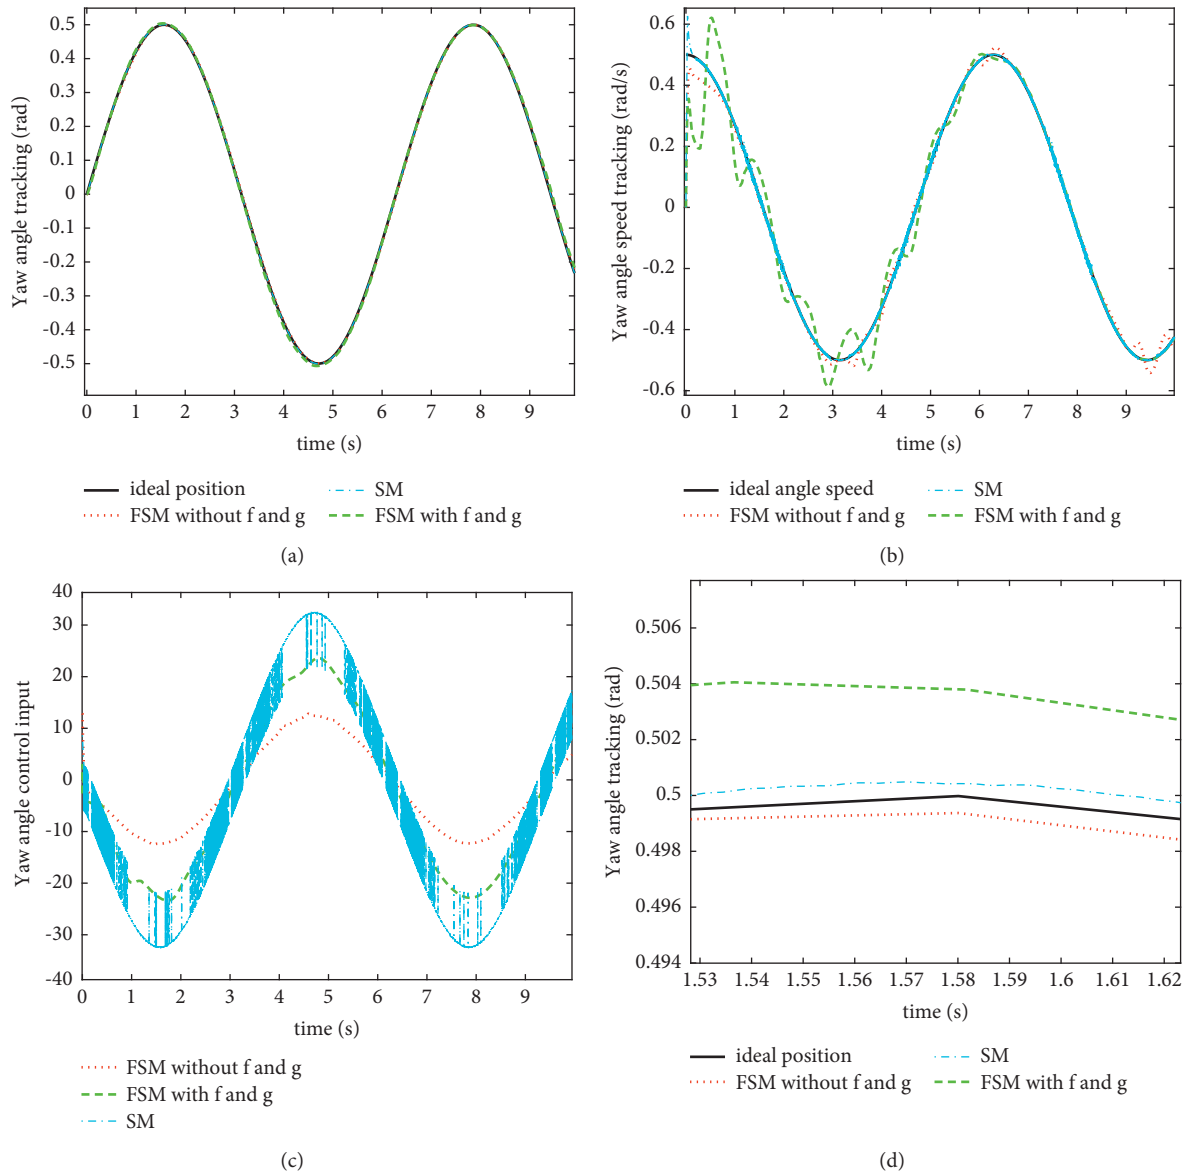 0.5
0.4
0.3
0.2
0.1
0
-0.1
-0.2
-0.3
-0.4
-0.5
Yaw angle tracking (rad)
0 1 2 3 4 5 6 7 8 9
time (s)
ideal position
SM
FSM without f and g
FSM with f and g
(a)
0.6
0.4
0.2
0
-0.2
-0.4
-0.6
Yaw angle speed tracking (rad/s)
0 1 2 3 4 5 6 7 8 9
time (s)
ideal angle speed
SM
FSM without f and g
FSM with f and g
(b)
40
30
20
10
0
-10
-20
-30
-40
Yaw angle control input
0 1 2 3 4 5 6 7 8 9
time (s)
FSM without f and g
FSM with f and g
SM
(c)
0.506
0.504
0.502
0.5
0.498
0.496
0.494
Yaw angle tracking (rad)
1.53 1.54 1.55 1.56 1.57 1.58 1.59 1.6 1.61 1.62
time (s)
ideal position
SM
FSM without f and g
FSM with f and g
(d)